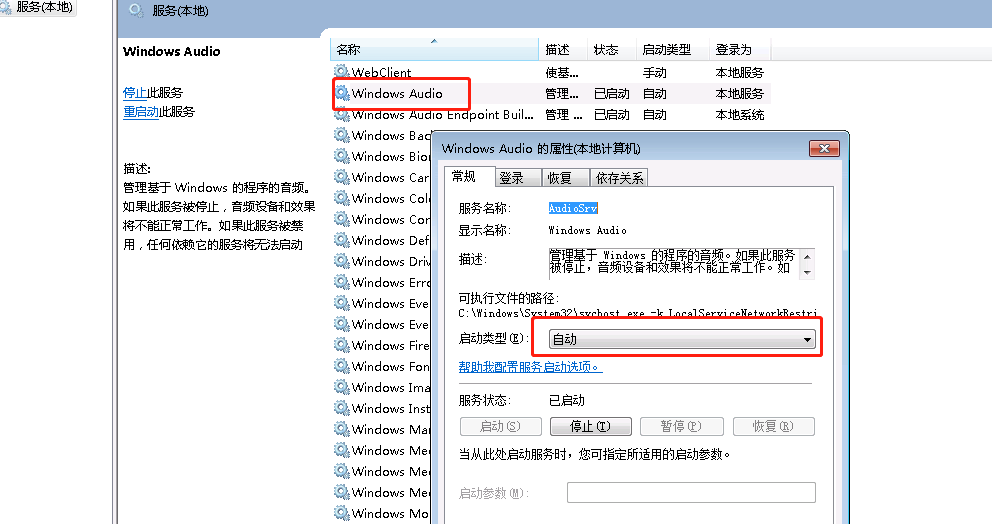 服务(本地)
服务(本地)
Windows Audio
停止此服务
重启动此服务
描述:
管理基于 Windows 的程序的音频。
如果此服务被停止，音频设备和效果
将不能正常工作。如果此服务被禁
用，任何依赖它的服务将无法启动
名称 描述 状态 启动类型 登录为
WebClient 使基... 手动 本地服务
Windows Audio 管理... 已启动 自动 本地服务
Windows Audio Endpoint Buil... 管理 ... 已启动 自动 本地系统
Windows Bac
Windows Bior
Windows Car
Windows Colo
Windows Con
Windows Def
Windows Driv
Windows Erro
Windows Eve
Windows Eve
Windows Fire
Windows Fon
Windows Ima
Windows Inst
Windows Mar
Windows Mec
Windows Mec
Windows Mec
Windows Mo
Windows Audio 的属性(本地计算机)
常规 登录 恢复 依存关系
服务名称: AudioSrv
显示名称: Windows Audio
描述: 管理基于 Windows 的程序的音频。如果此服务
被停止，音频设备和效果将不能正常工作。如
可执行文件的路径:
C:\Windows\System32\svchost.exe -k LocalServiceNetworkRestri
启动类型(E): 自动
帮助我配置服务启动选项。
服务状态: 已启动
启动(S) 停止(T) 暂停(P) 恢复(R)
当从此处启动服务时，您可指定所适用的启动参数。
启动参数(M):